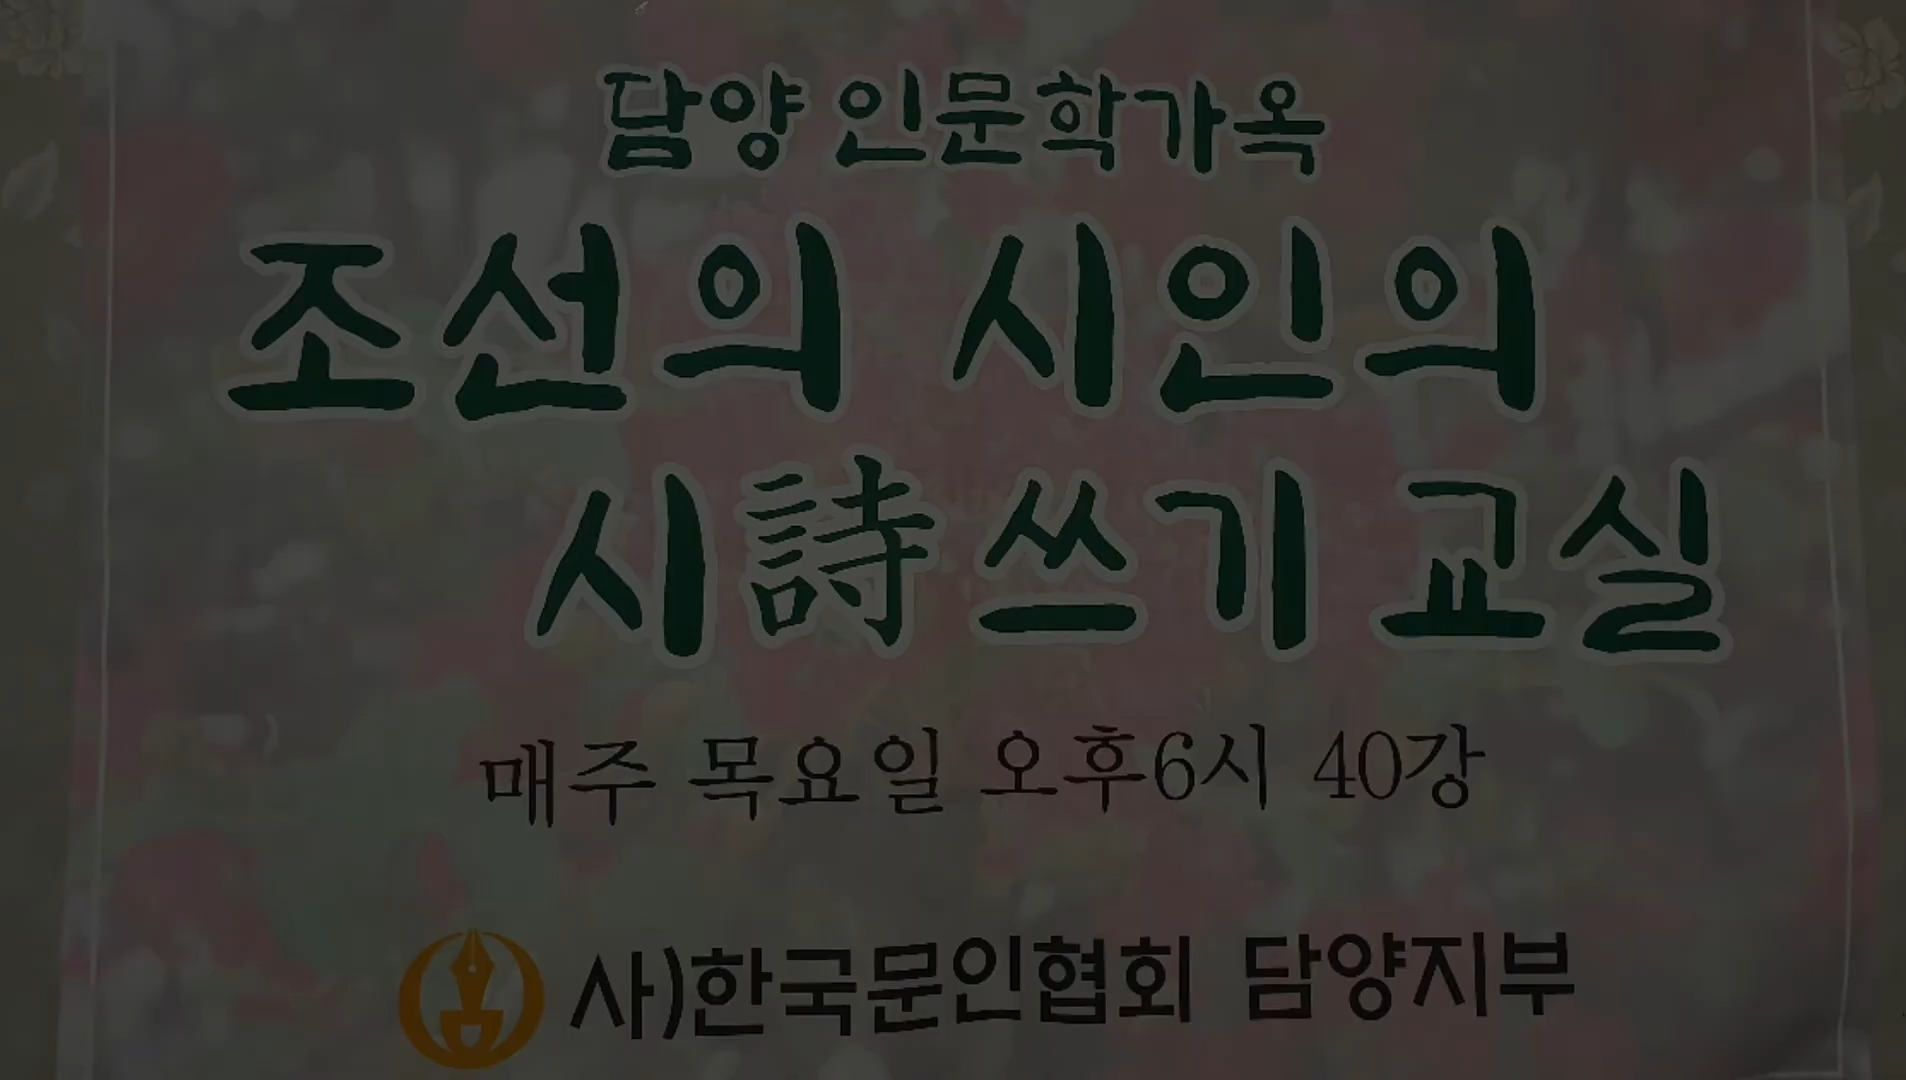 담양 인문학가옥
조선의 시인의
시詩 쓰기 교실
매주 목요일 오후6시 40강
사)한국문인협회 담양지부